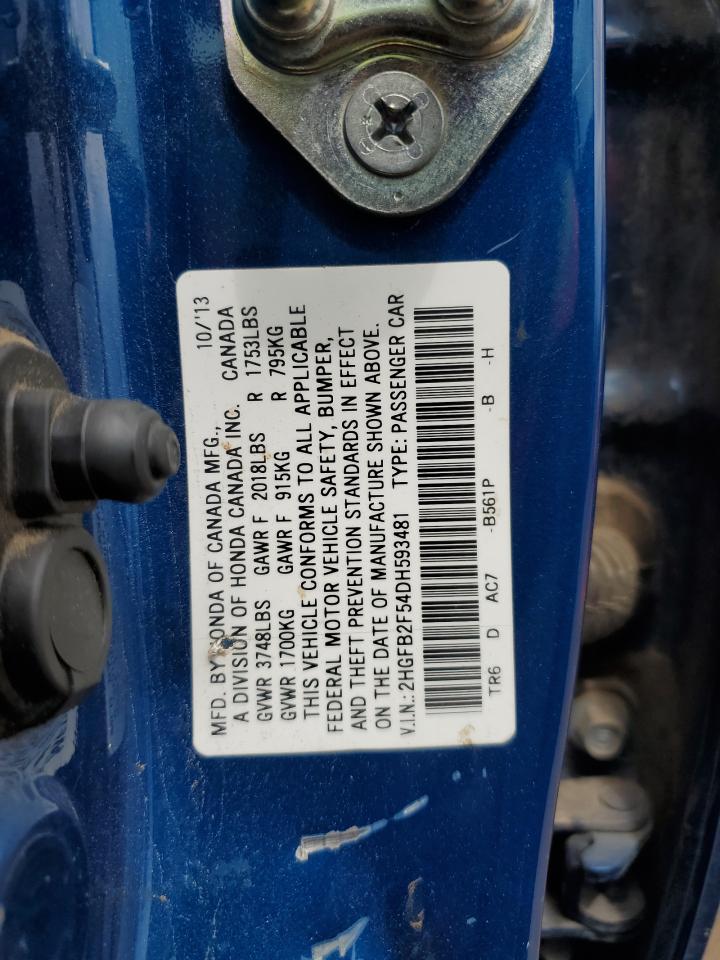 MFD. BY HONDA OF CANADA MFG., 10/'13
A DIVISION OF HONDA CANADA INC. CANADA
GVWR 3748LBS GAWR F 2018LBS R 1753LBS
GVWR 1700KG GAWR F 915KG R 795KG
THIS VEHICLE CONFORMS TO ALL APPLICABLE
FEDERAL MOTOR VEHICLE SAFETY, BUMPER,
AND THEFT PREVENTION STANDARDS IN EFFECT
ON THE DATE OF MANUFACTURE SHOWN ABOVE.
V.I.N.: 2HGFB2F54DH593481 TYPE: PASSENGER CAR
TR6 D AC7 -B561P -B -H